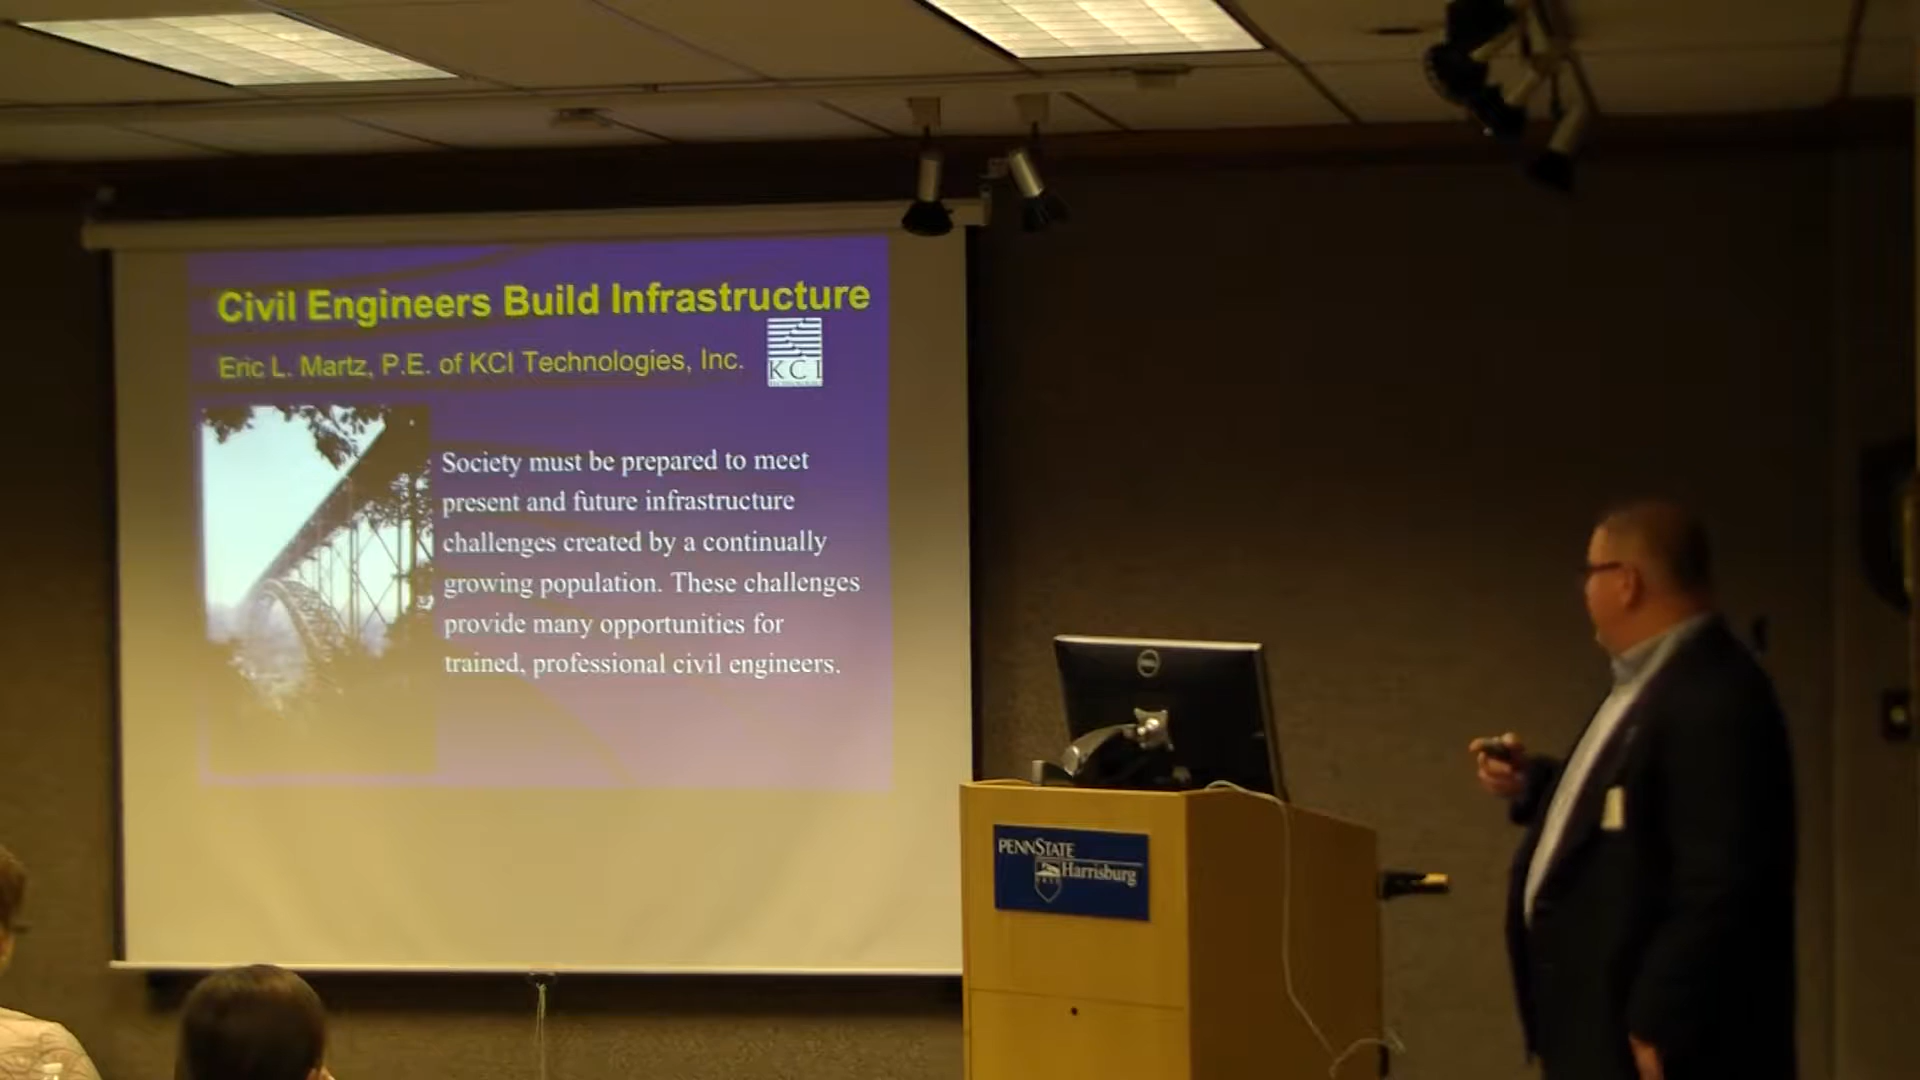 Civil Engineers Build Infrastructure
Eric L. Martz, P.E. of KCI Technologies, Inc.
KCI
Society must be prepared to meet
present and future infrastructure
challenges created by a continually
growing population. These challenges
provide many opportunities for
trained, professional civil engineers.
DELL
PENNSTATE
Harrisburg